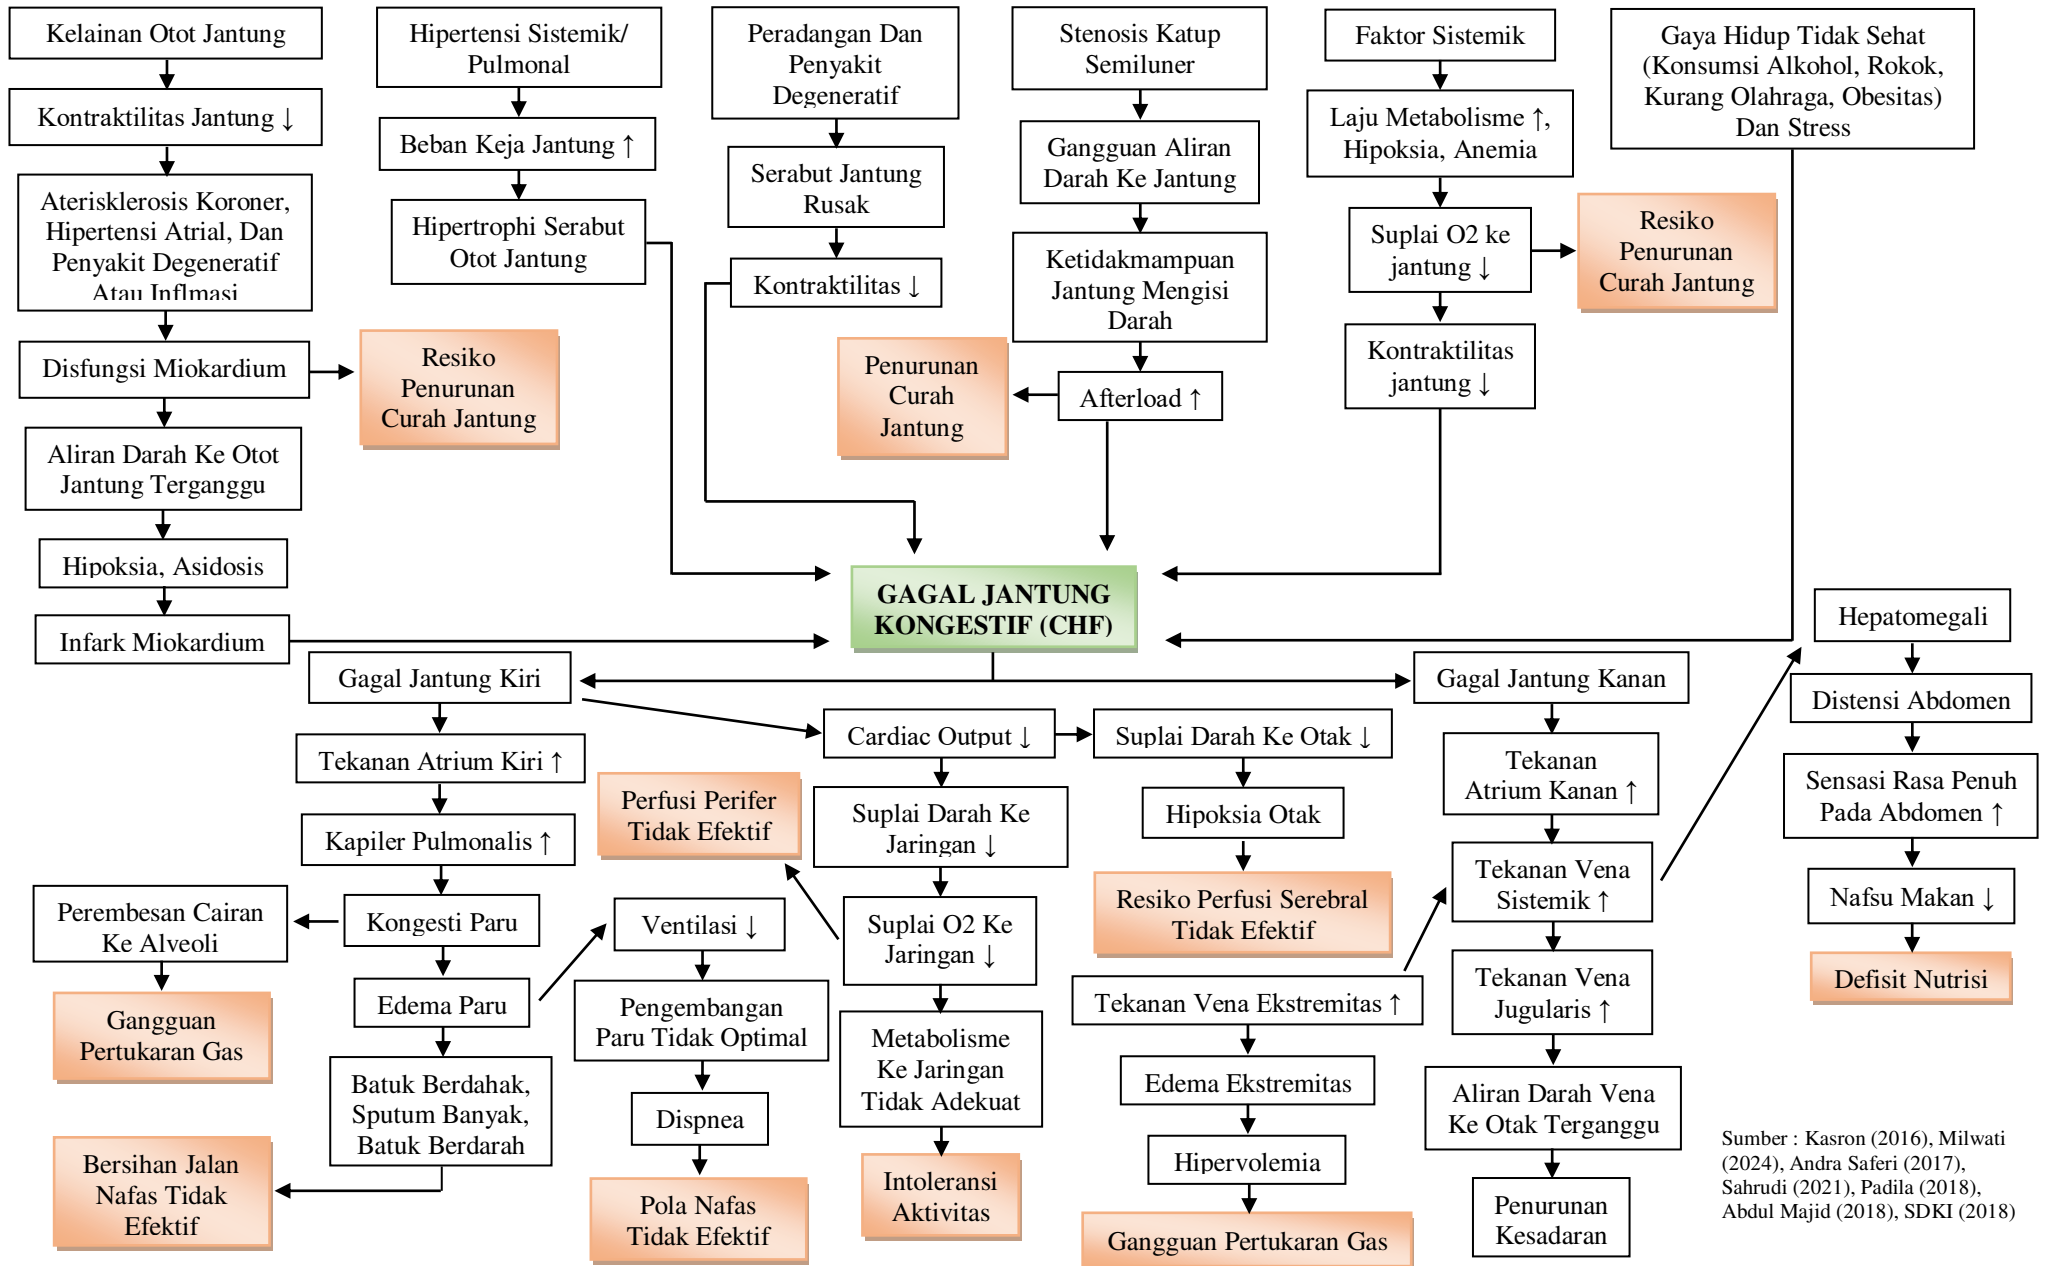 Kelainan Otot Jantung
Kontraktilitas Jantung ↓
Aterisklerosis Koroner,
Hipertensi Atrial, Dan
Penyakit Degeneratif
Atau Inflmasi
Disfungsi Miokardium
Resiko
Penurunan
Curah Jantung
Aliran Darah Ke Otot
Jantung Terganggu
Hipoksia, Asidosis
Infark Miokardium
Hipertensi Sistemik/
Pulmonal
Beban Keja Jantung ↑
Hipertrophi Serabut
Otot Jantung
Peradangan Dan
Penyakit
Degeneratif
Serabut Jantung
Rusak
Kontraktilitas ↓
Stenosis Katup
Semiluner
Gangguan Aliran
Darah Ke Jantung
Ketidakmampuan
Jantung Mengisi
Darah
Afterload ↑
Penurunan
Curah
Jantung
Faktor Sistemik
Laju Metabolisme ↑,
Hipoksia, Anemia
Suplai O2 ke
jantung ↓
Resiko
Penurunan
Curah Jantung
Kontraktilitas
jantung ↓
Gaya Hidup Tidak Sehat
(Konsumsi Alkohol, Rokok,
Kurang Olahraga, Obesitas)
Dan Stress
GAGAL JANTUNG
KONGESTIF (CHF)
Gagal Jantung Kiri
Tekanan Atrium Kiri ↑
Kapiler Pulmonalis ↑
Kongesti Paru
Perembesan Cairan
Ke Alveoli
Gangguan
Pertukaran Gas
Edema Paru
Batuk Berdahak,
Sputum Banyak,
Batuk Berdarah
Bersihan Jalan
Nafas Tidak
Efektif
Ventilasi ↓
Pengembangan
Paru Tidak Optimal
Dispnea
Pola Nafas
Tidak Efektif
Cardiac Output ↓
Suplai Darah Ke
Jaringan ↓
Suplai O2 Ke
Jaringan ↓
Perfusi Perifer
Tidak Efektif
Metabolisme
Ke Jaringan
Tidak Adekuat
Intoleransi
Aktivitas
Suplai Darah Ke Otak ↓
Hipoksia Otak
Resiko Perfusi Serebral
Tidak Efektif
Gagal Jantung Kanan
Tekanan
Atrium Kanan ↑
Tekanan Vena
Sistemik ↑
Tekanan Vena
Jugularis ↑
Aliran Darah Vena
Ke Otak Terganggu
Penurunan
Kesadaran
Tekanan Vena Ekstremitas ↑
Edema Ekstremitas
Hipervolemia
Gangguan Pertukaran Gas
Hepatomegali
Distensi Abdomen
Sensasi Rasa Penuh
Pada Abdomen ↑
Nafsu Makan ↓
Defisit Nutrisi
Sumber : Kasron (2016), Milwati
(2024), Andra Saferi (2017),
Sahrudi (2021), Padila (2018),
Abdul Majid (2018), SDKI (2018)